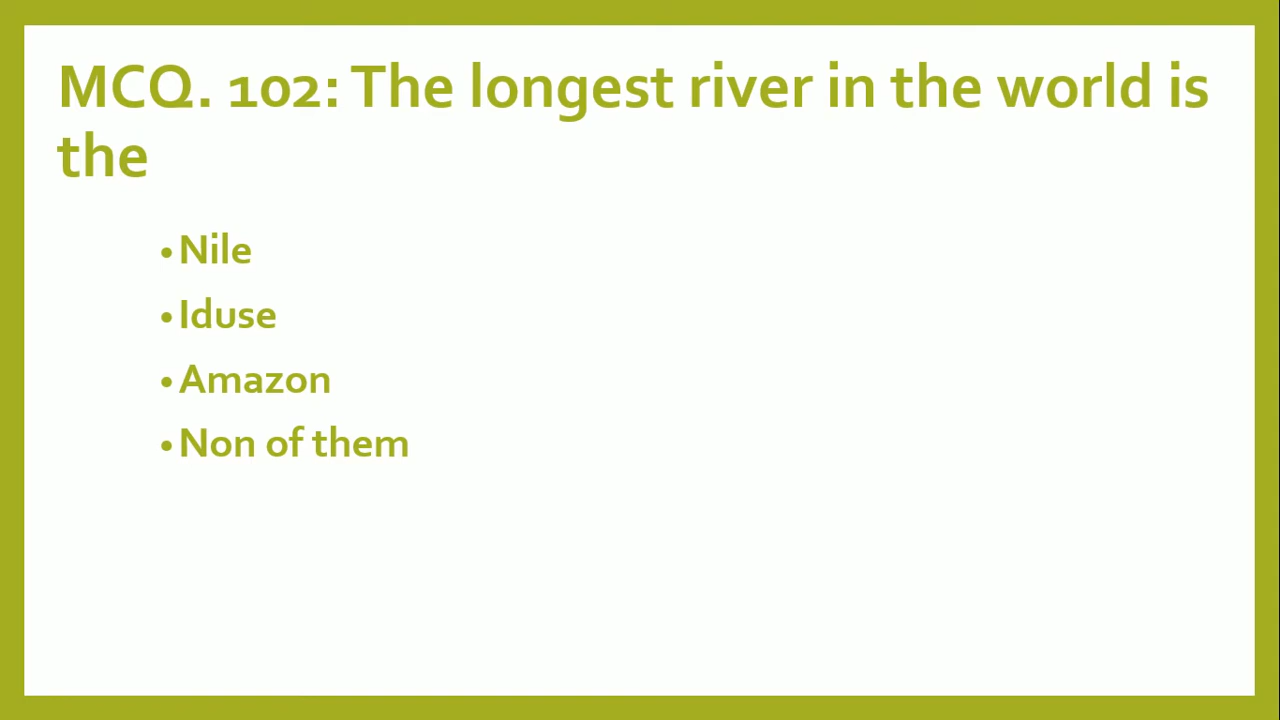 MCQ. 102: The longest river in the world is
the
• Nile
• Iduse
• Amazon
• Non of them